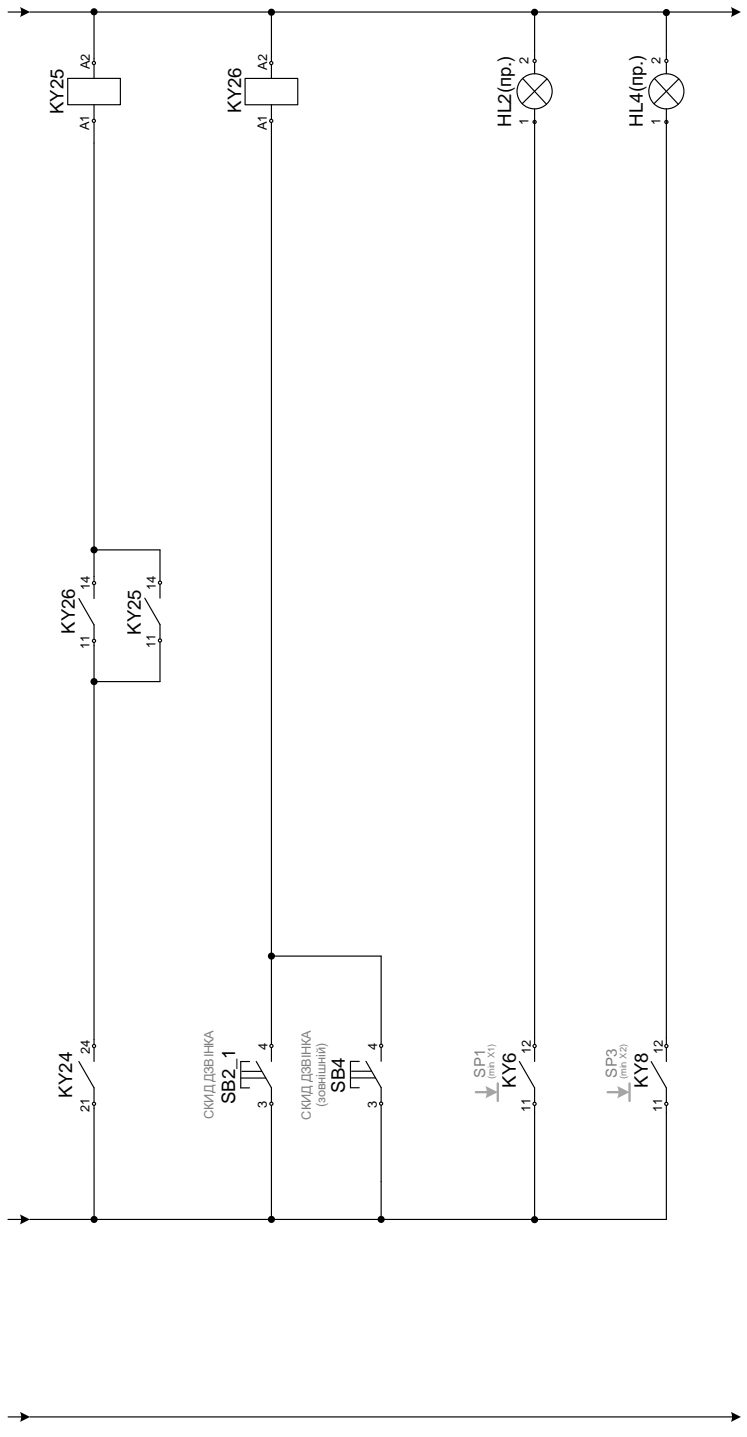 KY24
21
24
KY26
11
14
KY25
11
14
KY25
A1
A2
СКИД ДЗВІНКА
SB2_1
3
4
KY26
A1
A2
СКИД ДЗВІНКА
(зовнішній)
SB4
3
4
SP1
(min X1)
KY6
11
12
HL2(пр.)
1
2
SP3
(min X2)
KY8
11
12
HL4(пр.)
1
2